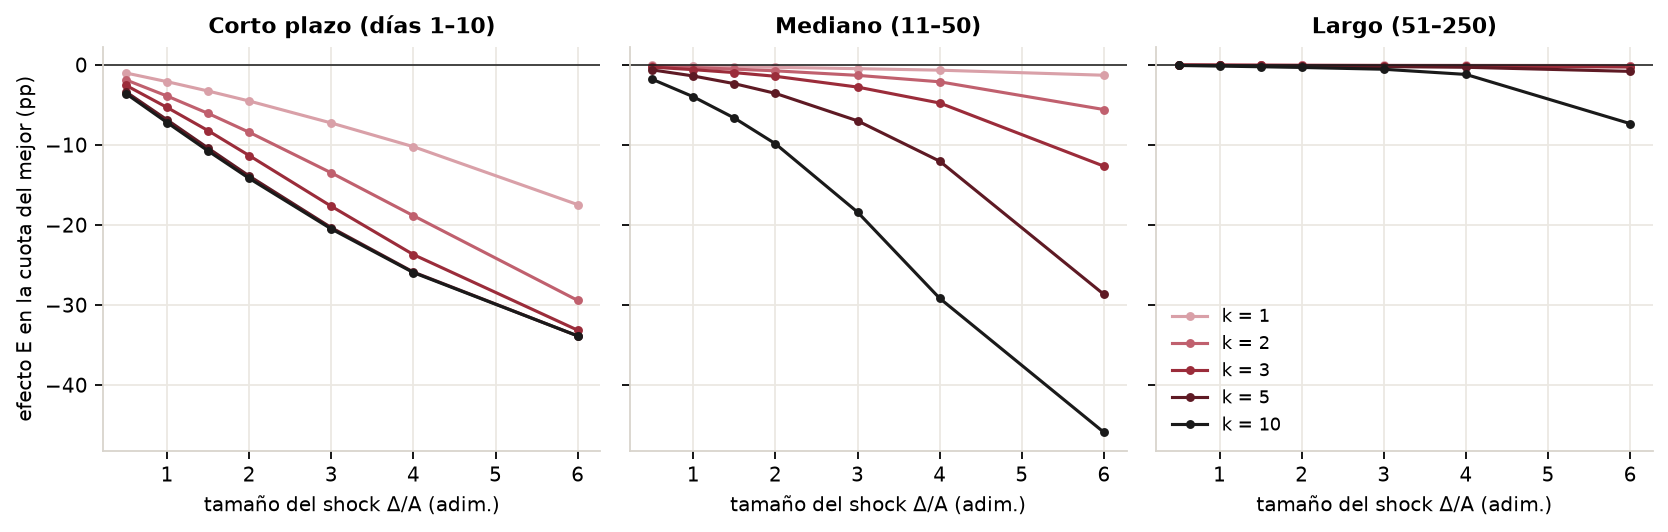 Corto plazo (días 1–10)
Mediano (11–50)
Largo (51–250)
efecto E en la cuota del mejor (pp)
0
−10
−20
−30
−40
1 2 3 4 5 6
1 2 3 4 5 6
1 2 3 4 5 6
tamaño del shock Δ/A (adim.)
tamaño del shock Δ/A (adim.)
tamaño del shock Δ/A (adim.)
k = 1
k = 2
k = 3
k = 5
k = 10